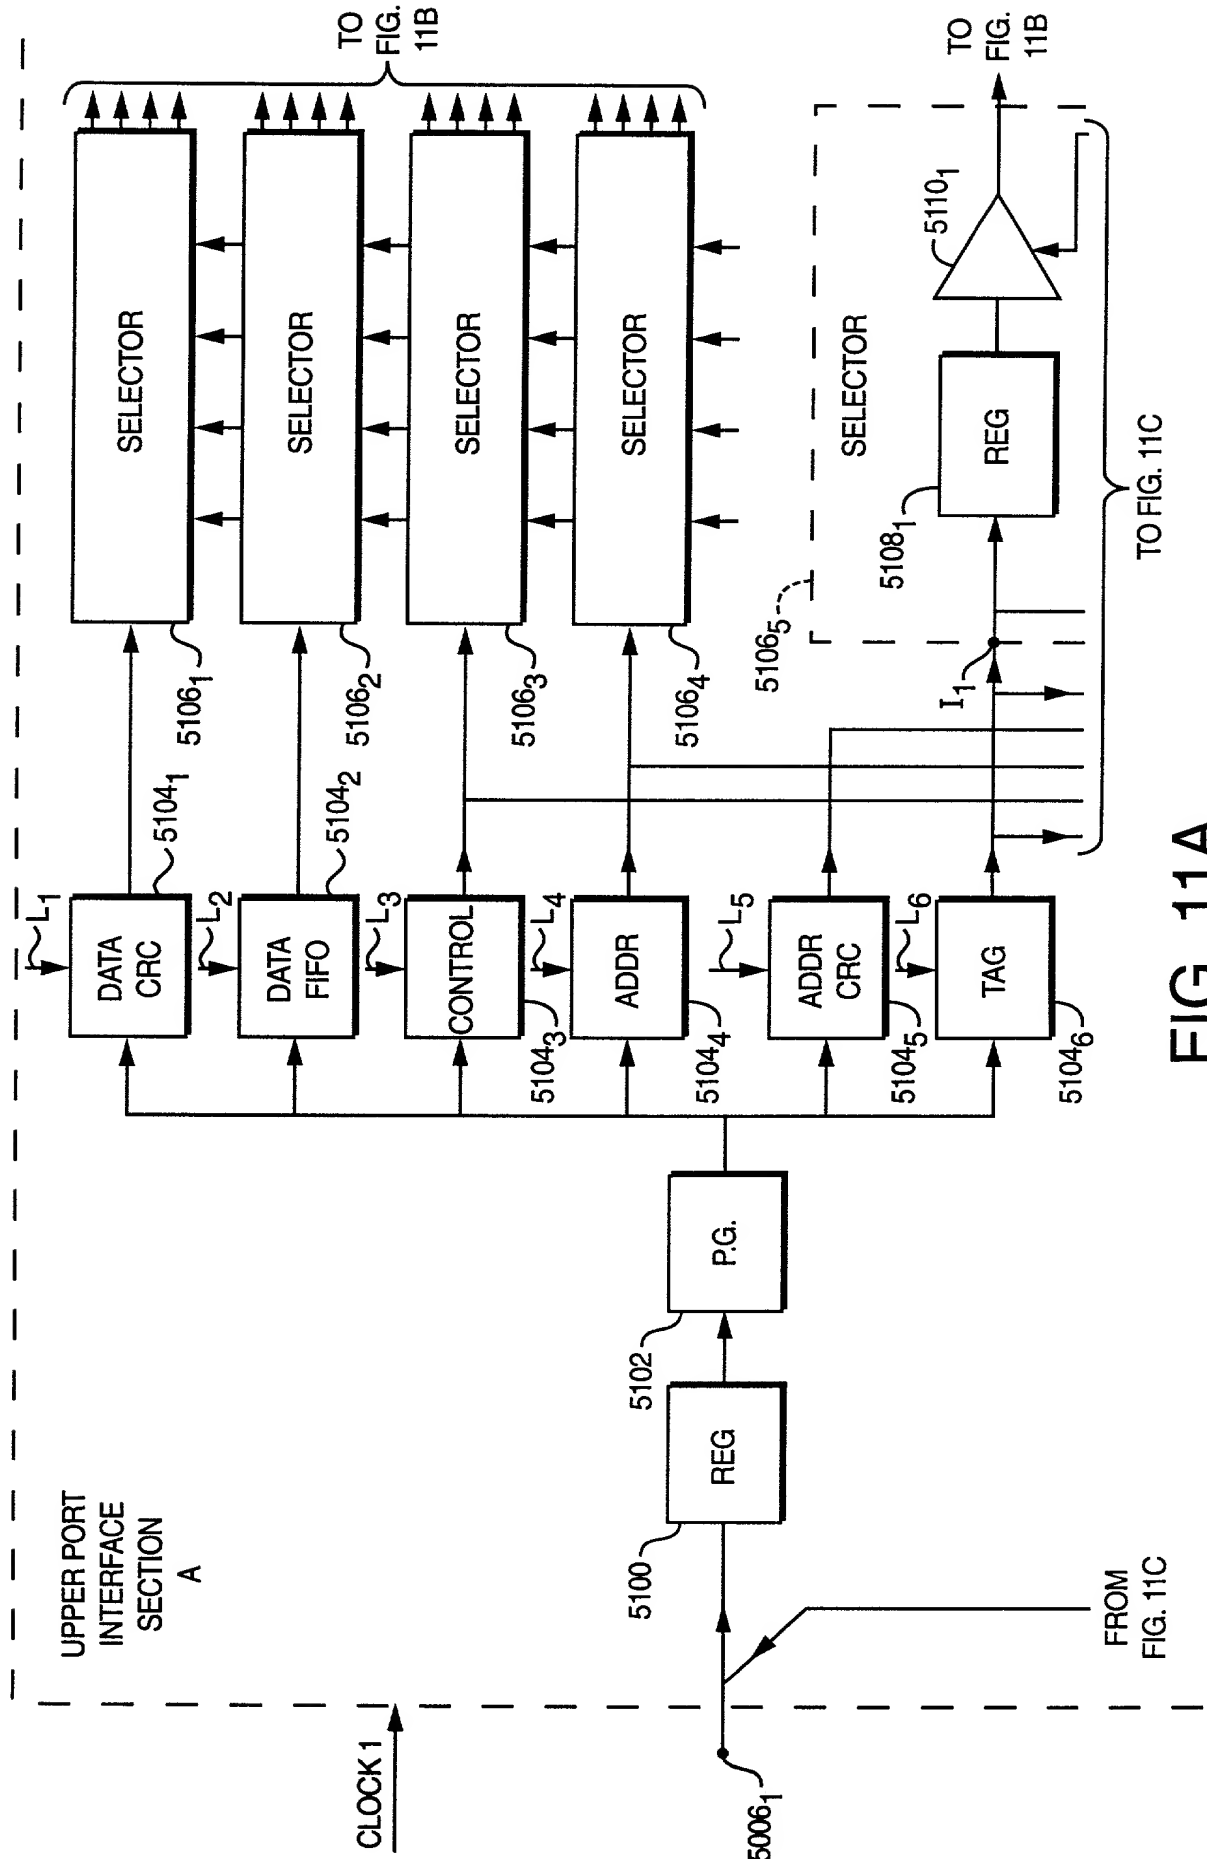 UPPER PORT
INTERFACE
SECTION
A
CLOCK 1
5006₁
FROM
FIG. 11C
5100
REG
5102
P.G.
L₁
DATA
CRC
5104₁
L₂
DATA
FIFO
5104₂
L₃
CONTROL
5104₃
L₄
ADDR
5104₄
L₅
ADDR
CRC
5104₅
L₆
TAG
5104₆
SELECTOR
5106₁
SELECTOR
5106₂
SELECTOR
5106₃
SELECTOR
5106₄
TO
FIG.
11B
5106₅
SELECTOR
I₁
5108₁
REG
5110₁
TO
FIG.
11B
TO FIG. 11C
FIG. 11A